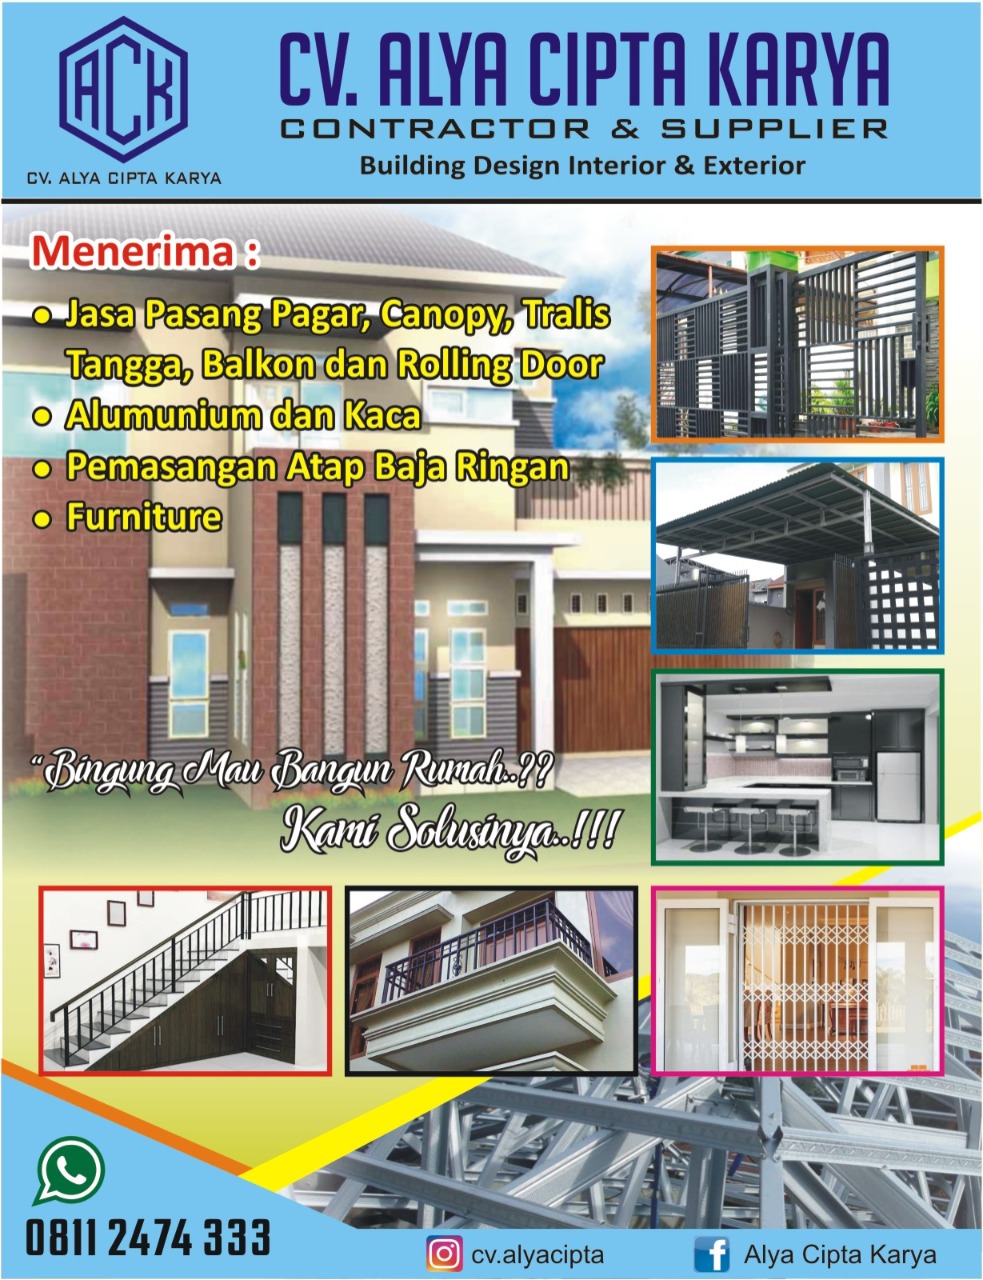 ACK
CV. ALYA CIPTA KARYA
CV. ALYA CIPTA KARYA
CONTRACTOR & SUPPLIER
Building Design Interior & Exterior
Menerima :
• Jasa Pasang Pagar, Canopy, Tralis
Tangga, Balkon dan Rolling Door
• Alumunium dan Kaca
• Pemasangan Atap Baja Ringan
• Furniture
“Bingung Mau Bangun Rumah..??
Kami Solusinya..!!!
0811 2474 333
cv.alyacipta
Alya Cipta Karya